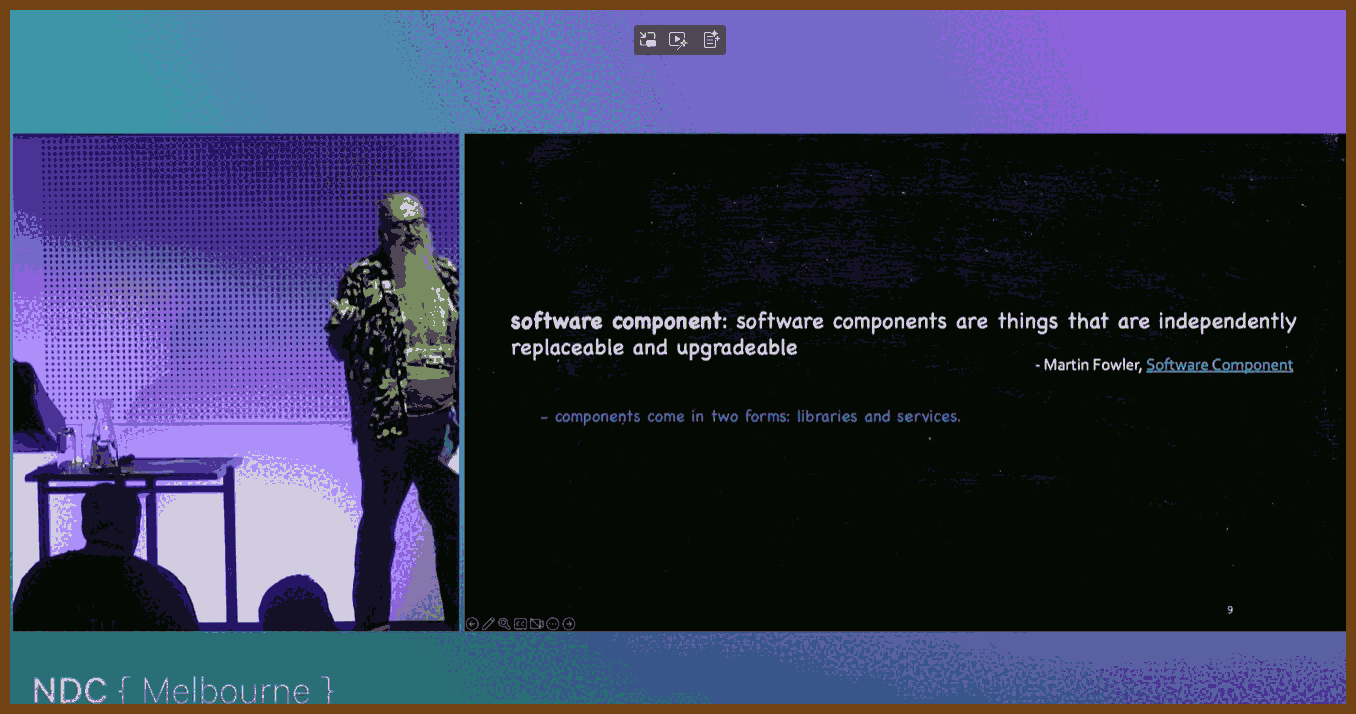 software component: software components are things that are independently
replaceable and upgradeable
- Martin Fowler, Software Component
– components come in two forms: libraries and services.
9
NDC { Melbourne }